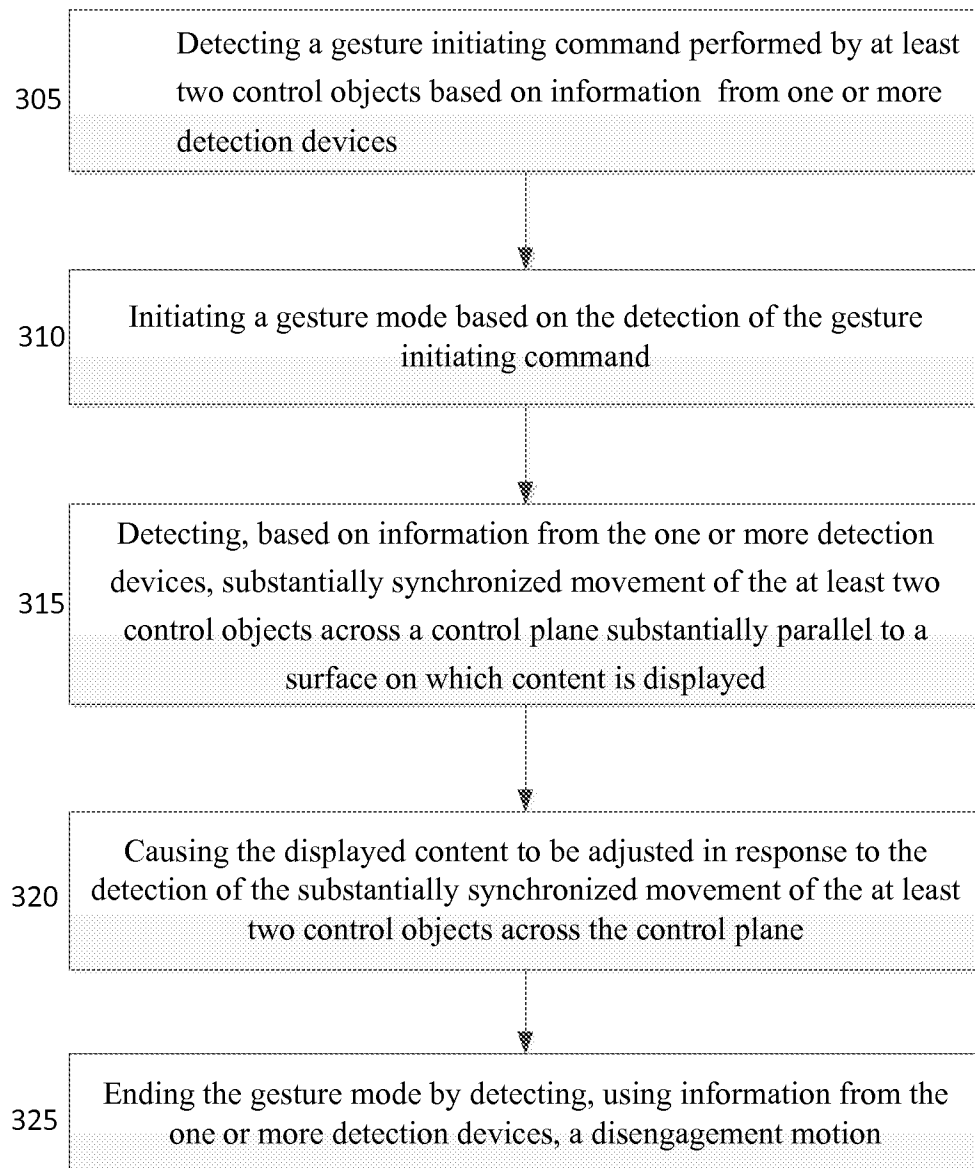 305
Detecting a gesture initiating command performed by at least
two control objects based on information from one or more
detection devices
310
Initiating a gesture mode based on the detection of the gesture
initiating command
315
Detecting, based on information from the one or more detection
devices, substantially synchronized movement of the at least two
control objects across a control plane substantially parallel to a
surface on which content is displayed
320
Causing the displayed content to be adjusted in response to the
detection of the substantially synchronized movement of the at least
two control objects across the control plane
325
Ending the gesture mode by detecting, using information from the
one or more detection devices, a disengagement motion